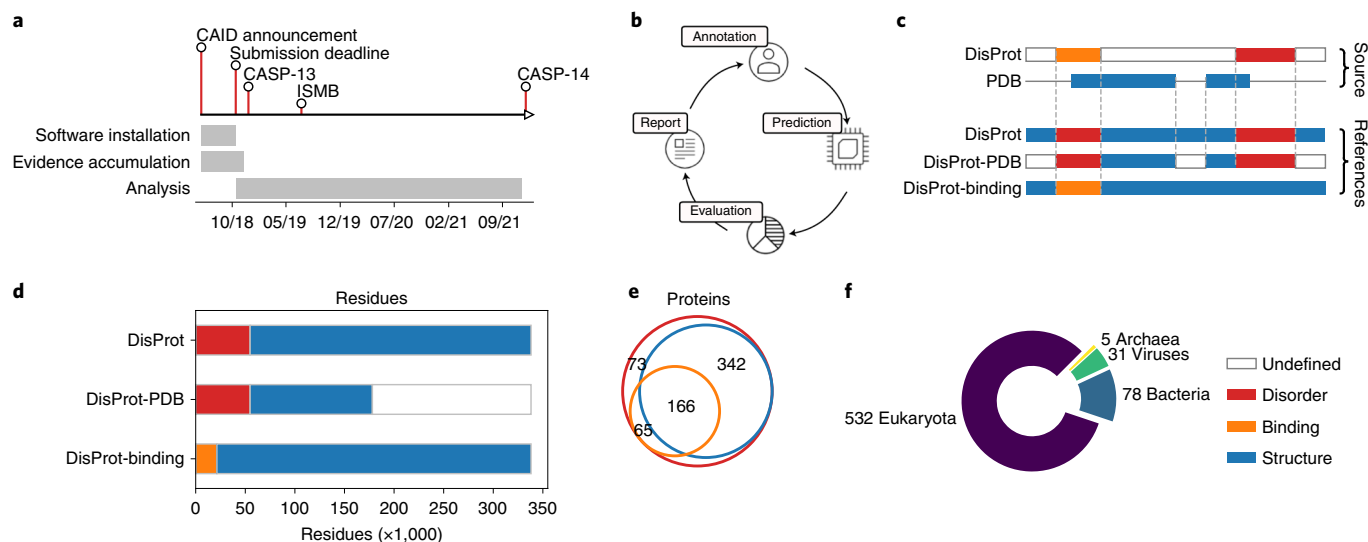 a
CAID announcement
Submission deadline
CASP-13
ISMB
CASP-14
Software installation
Evidence accumulation
Analysis
10/18 05/19 12/19 07/20 02/21 09/21
b
Annotation
Prediction
Evaluation
Report
c
DisProt
PDB
Source
DisProt
DisProt-PDB
DisProt-binding
References
d
Residues
DisProt
DisProt-PDB
DisProt-binding
0 50 100 150 200 250 300 350
Residues (×1,000)
e
Proteins
73
342
166
65
f
5 Archaea
31 Viruses
78 Bacteria
532 Eukaryota
Undefined
Disorder
Binding
Structure